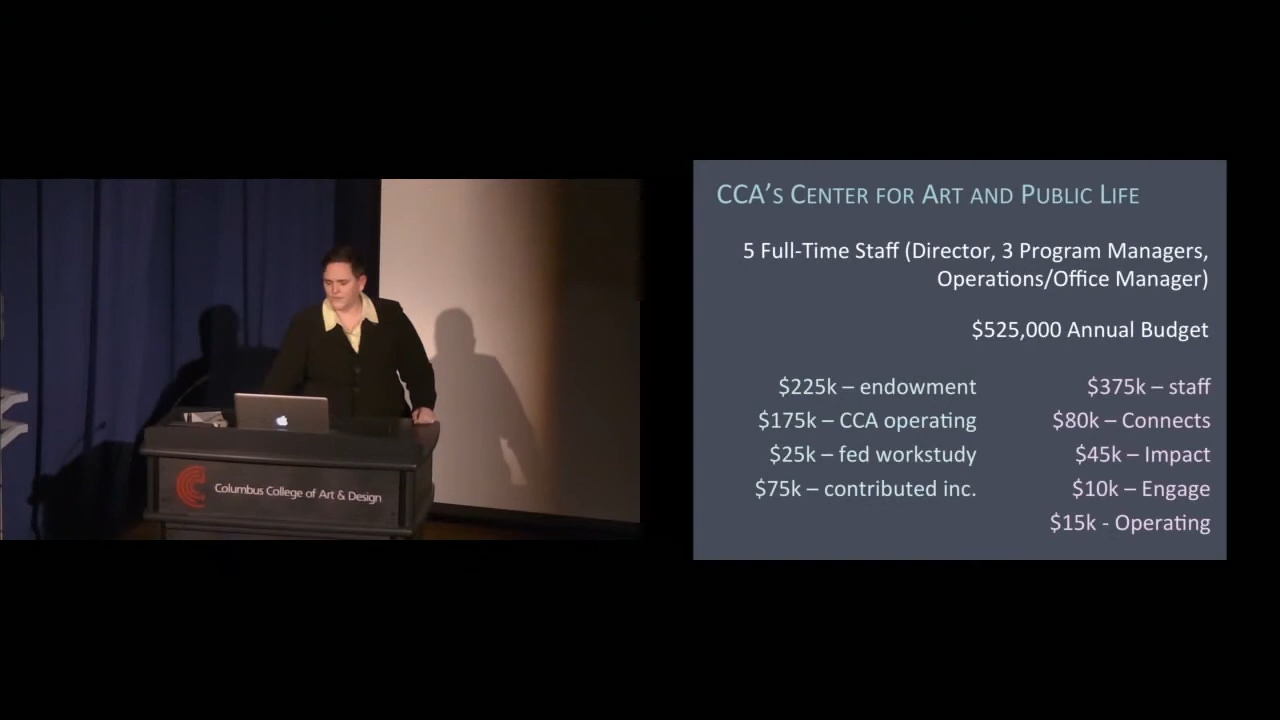 CCA'S CENTER FOR ART AND PUBLIC LIFE
5 Full-Time Staff (Director, 3 Program Managers,
Operations/Office Manager)
$525,000 Annual Budget
$225k – endowment
$175k – CCA operating
$25k – fed workstudy
$75k – contributed inc.
$375k – staff
$80k – Connects
$45k – Impact
$10k – Engage
$15k - Operating
Columbus College of Art & Design